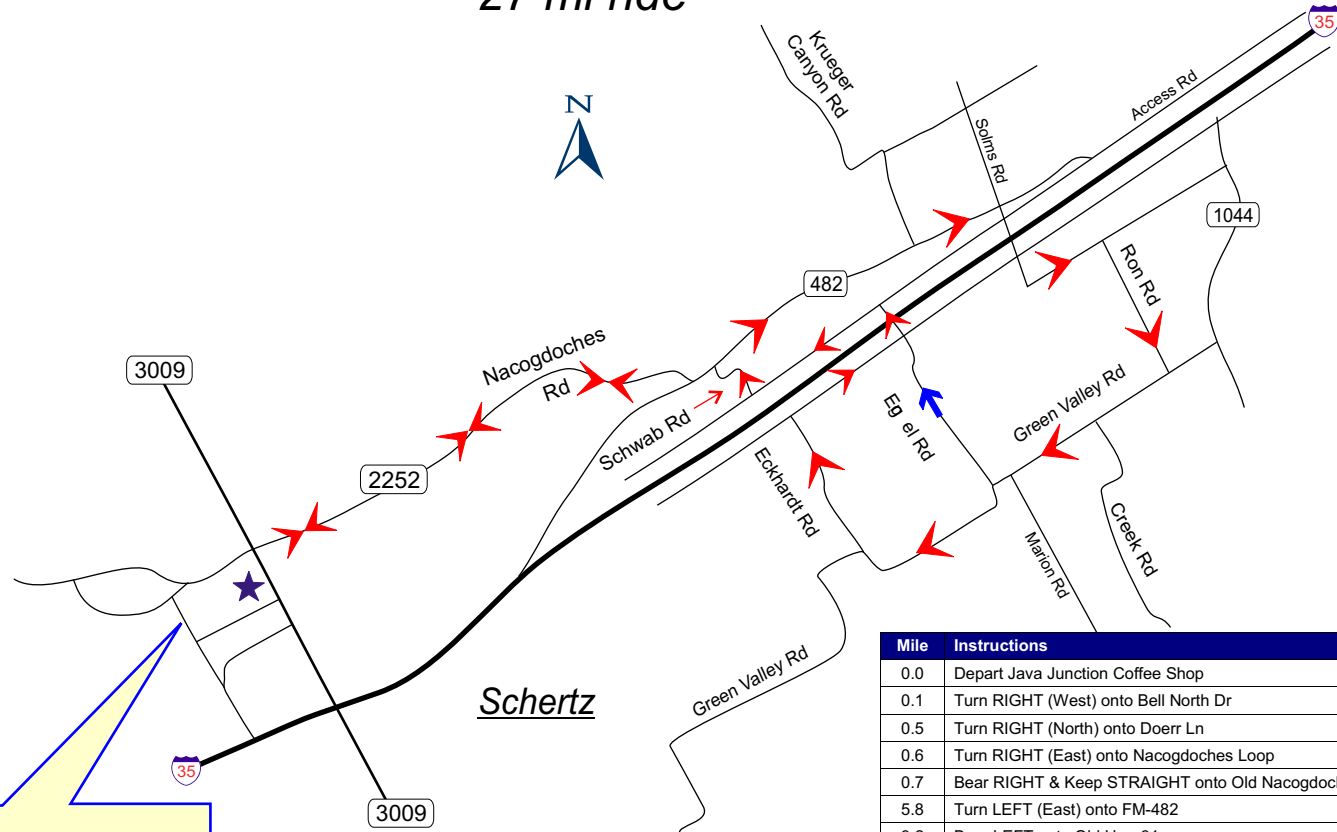 27 mi ride
35
Krueger
Canyon Rd
N
Access Rd
Solms Rd
1044
Ron Rd
482
Nacogdoches
Rd
3009
Eg el Rd
Green Valley Rd
Schwab Rd
2252
Eckhardt Rd
Creek Rd
Marion Rd
Green Valley Rd
Schertz
35
3009
Mile Instructions
0.0 Depart Java Junction Coffee Shop
0.1 Turn RIGHT (West) onto Bell North Dr
0.5 Turn RIGHT (North) onto Doerr Ln
0.6 Turn RIGHT (East) onto Nacogdoches Loop
0.7 Bear RIGHT & Keep STRAIGHT onto Old Nacogdoc
5.8 Turn LEFT (East) onto FM-482